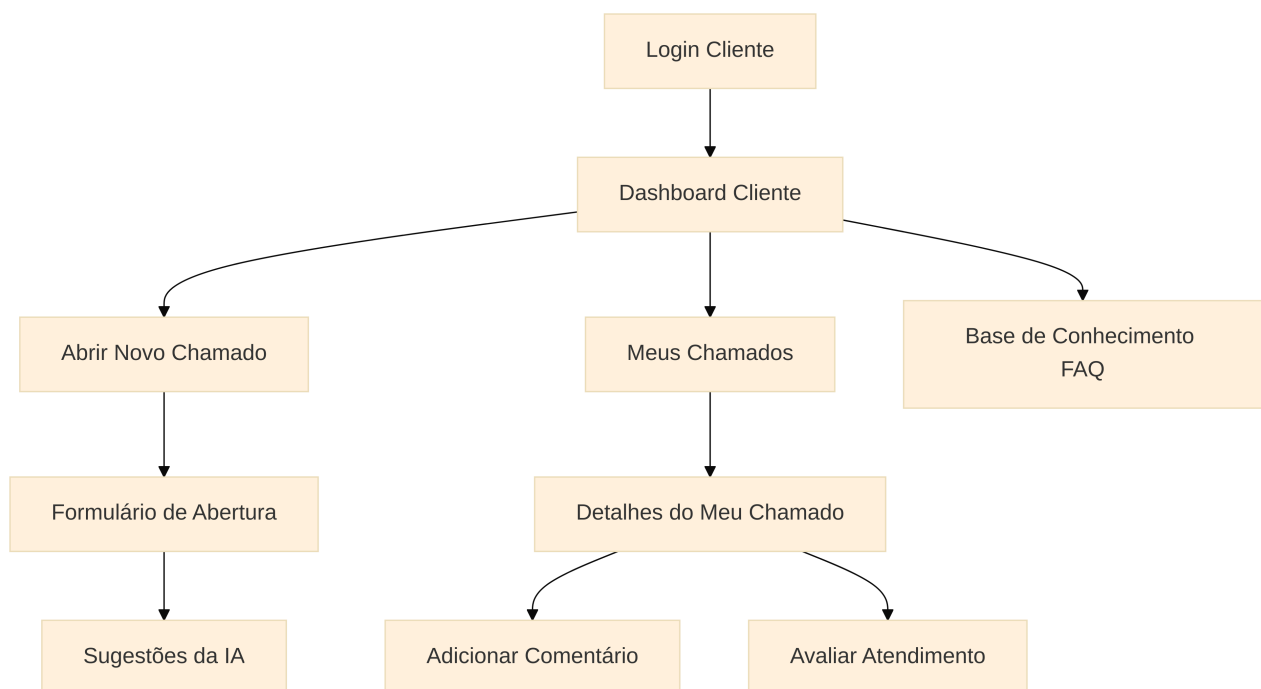 Login Cliente
Dashboard Cliente
Abrir Novo Chamado
Meus Chamados
Base de Conhecimento
FAQ
Formulário de Abertura
Detalhes do Meu Chamado
Sugestões da IA
Adicionar Comentário
Avaliar Atendimento